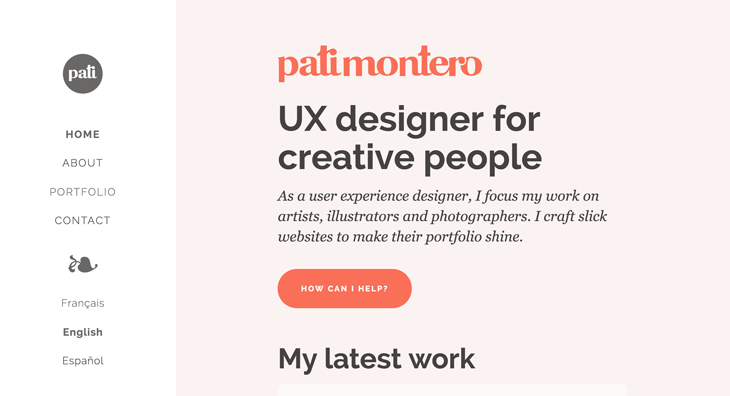 pati
HOME
ABOUT
PORTFOLIO
CONTACT
Français
English
Español
patimontero
UX designer for
creative people
As a user experience designer, I focus my work on
artists, illustrators and photographers. I craft slick
websites to make their portfolio shine.
HOW CAN I HELP?
My latest work